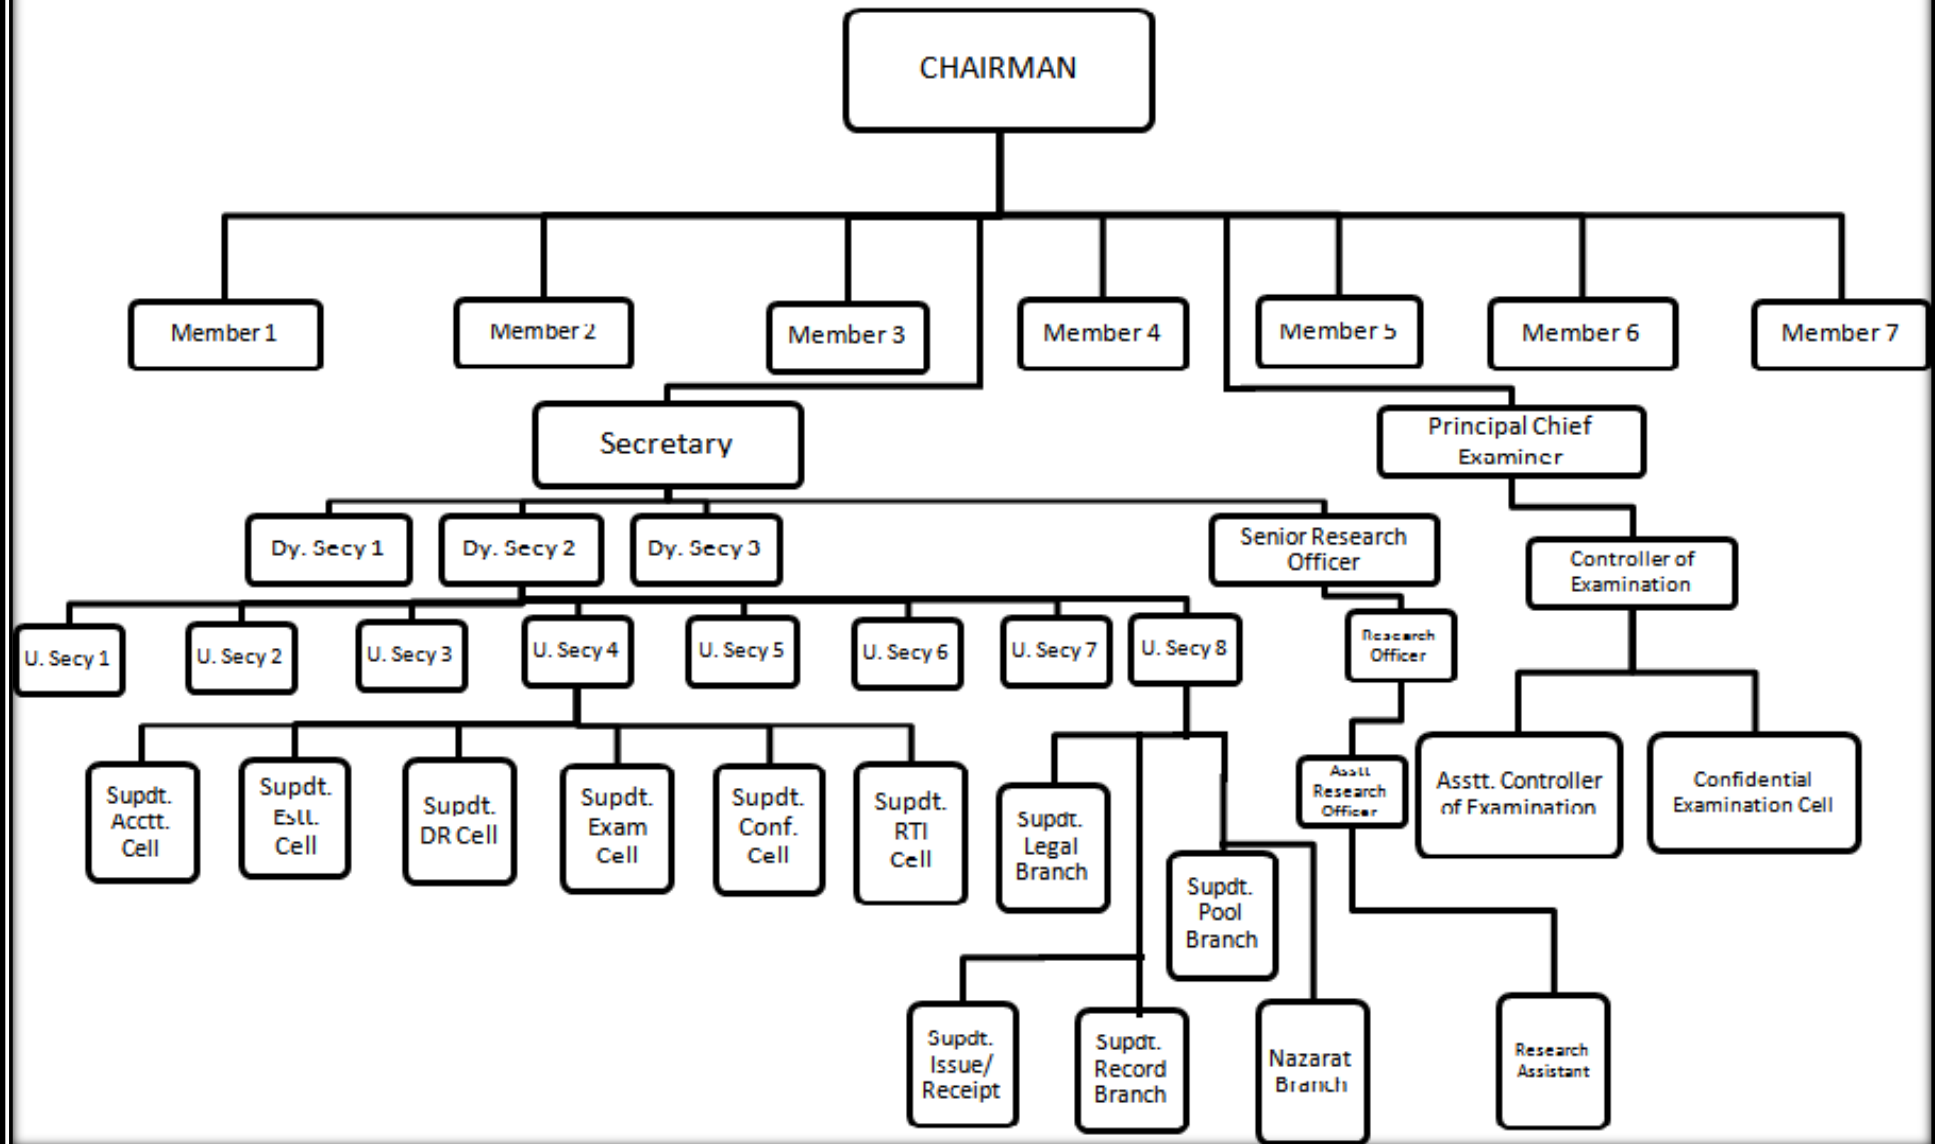 CHAIRMAN
Member 1
Member 2
Member 3
Member 4
Member 5
Member 6
Member 7
Secretary
Principal Chief
Examiner
Dy. Secy 1
Dy. Secy 2
Dy. Secy 3
Senior Research
Officer
Controller of
Examination
U. Secy 1
U. Secy 2
U. Secy 3
U. Secy 4
U. Secy 5
U. Secy 6
U. Secy 7
U. Secy 8
Research
Officer
Supdt.
Acctt.
Cell
Supdt.
Estt.
Cell
Supdt.
DR Cell
Supdt.
Exam
Cell
Supdt.
Conf.
Cell
Supdt.
RTI
Cell
Supdt.
Legal
Branch
Supdt.
Pool
Branch
Asstt
Research
Officer
Asstt. Controller
of Examination
Confidential
Examination Cell
Supdt.
Issue/
Receipt
Supdt.
Record
Branch
Nazarat
Branch
Research
Assistant